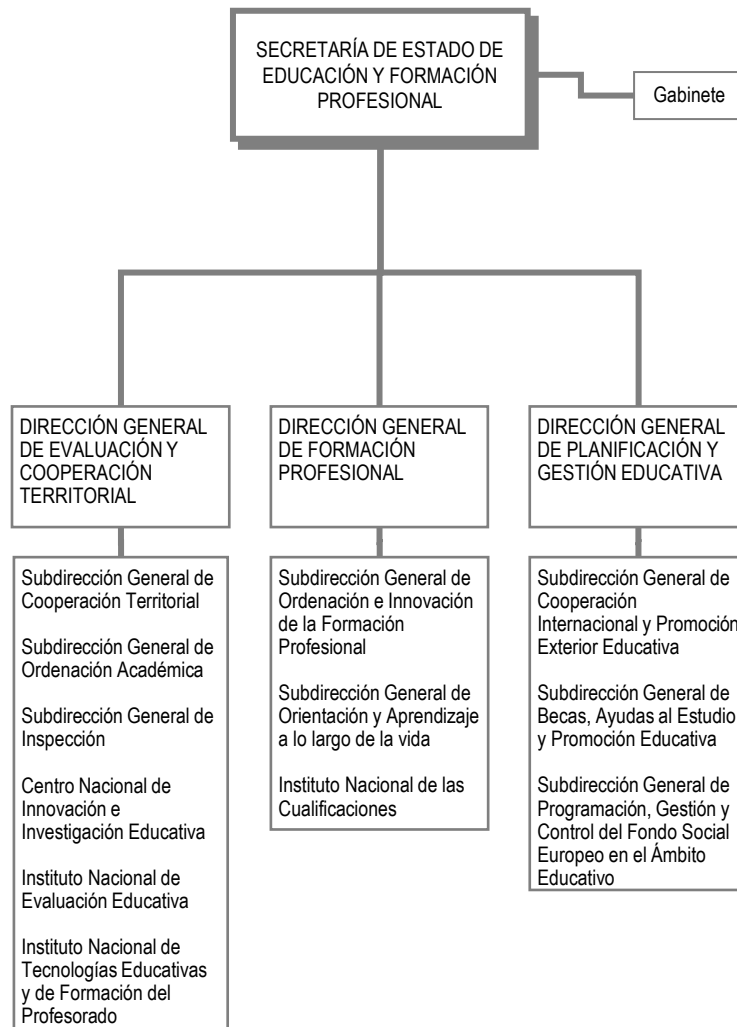 SECRETARÍA DE ESTADO DE
EDUCACIÓN Y FORMACIÓN
PROFESIONAL
Gabinete
DIRECCIÓN GENERAL
DE EVALUACIÓN Y
COOPERACIÓN
TERRITORIAL
Subdirección General de
Cooperación Territorial
Subdirección General de
Ordenación Académica
Subdirección General de
Inspección
Centro Nacional de
Innovación e
Investigación Educativa
Instituto Nacional de
Evaluación Educativa
Instituto Nacional de
Tecnologías Educativas
y de Formación del
Profesorado
DIRECCIÓN GENERAL
DE FORMACIÓN
PROFESIONAL
Subdirección General de
Ordenación e Innovación
de la Formación
Profesional
Subdirección General de
Orientación y Aprendizaje
a lo largo de la vida
Instituto Nacional de las
Cualificaciones
DIRECCIÓN GENERAL
DE PLANIFICACIÓN Y
GESTIÓN EDUCATIVA
Subdirección General de
Cooperación
Internacional y Promoción
Exterior Educativa
Subdirección General de
Becas, Ayudas al Estudio
y Promoción Educativa
Subdirección General de
Programación, Gestión y
Control del Fondo Social
Europeo en el Ámbito
Educativo